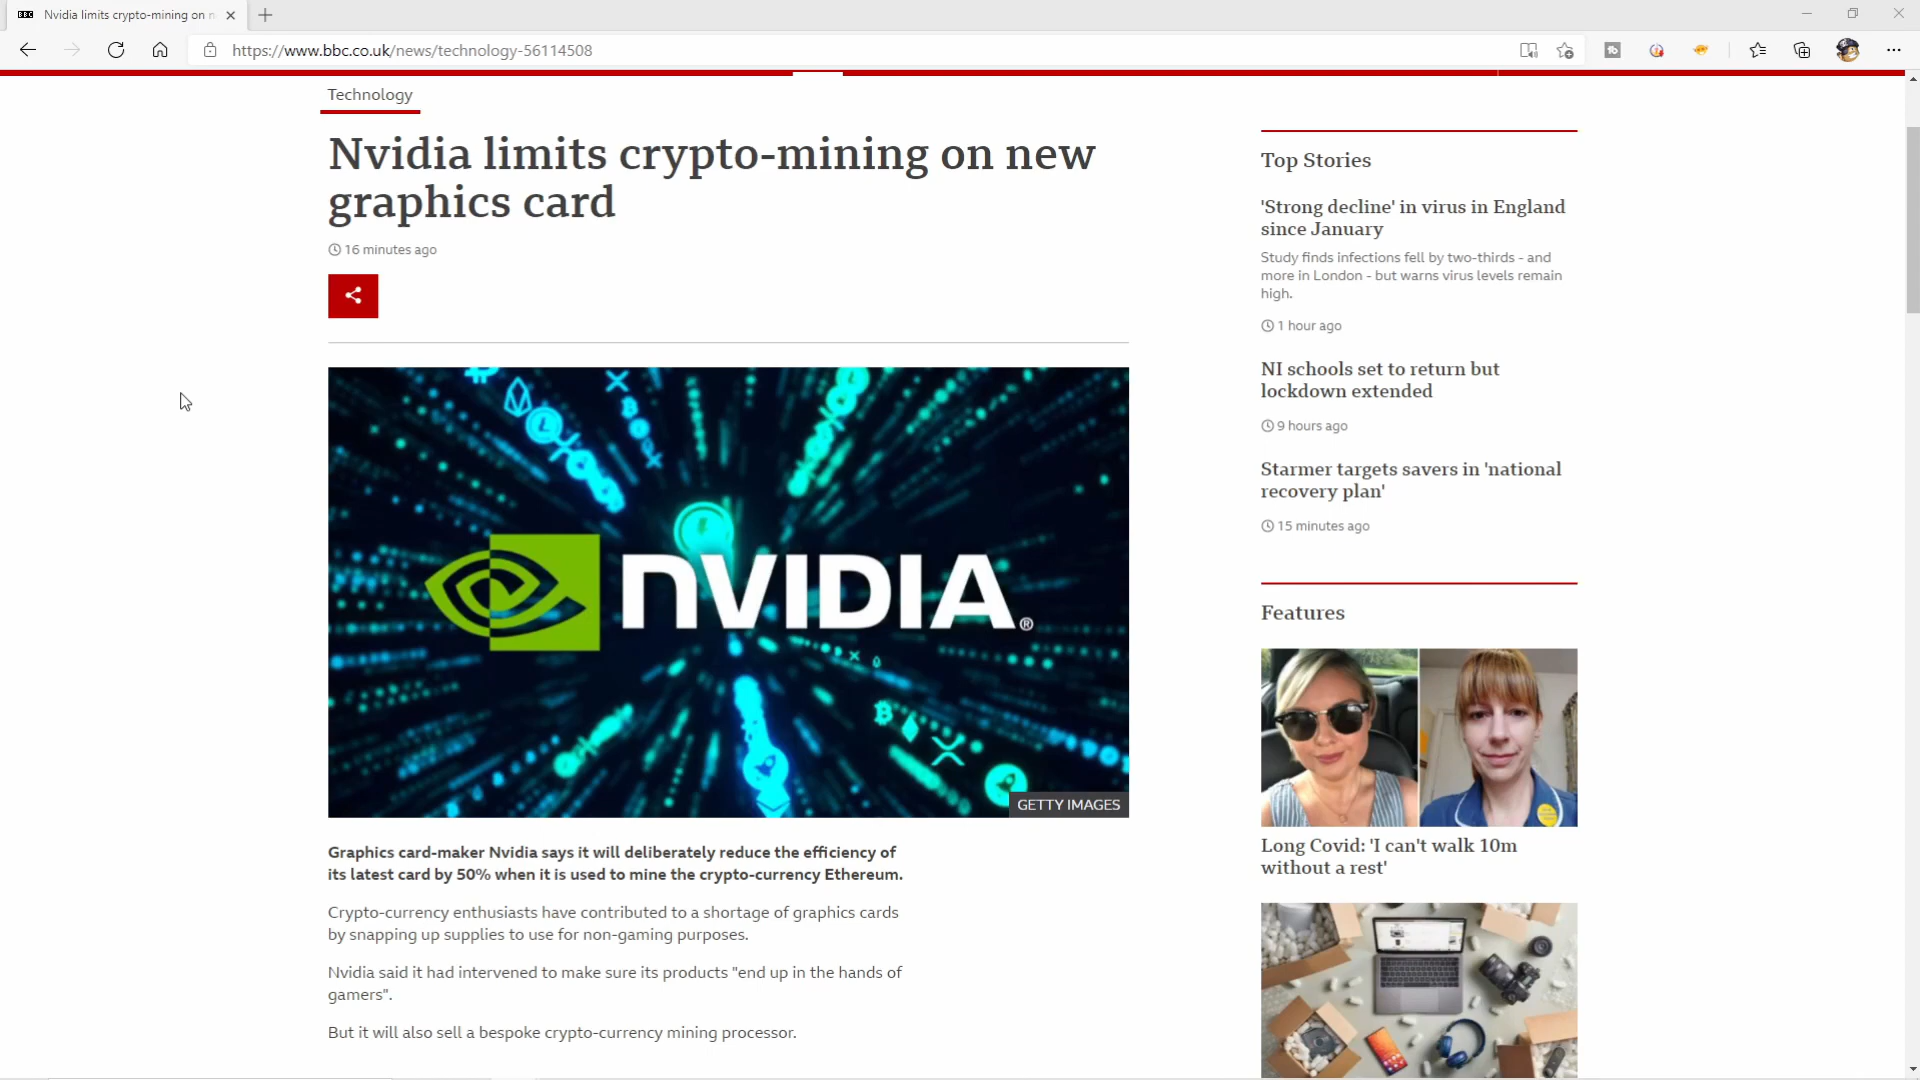 BBC Nvidia limits crypto-mining on n
https://www.bbc.co.uk/news/technology-56114508
Technology
Nvidia limits crypto-mining on new
graphics card
16 minutes ago
nVIDIA®
GETTY IMAGES
Graphics card-maker Nvidia says it will deliberately reduce the efficiency of
its latest card by 50% when it is used to mine the crypto-currency Ethereum.
Crypto-currency enthusiasts have contributed to a shortage of graphics cards
by snapping up supplies to use for non-gaming purposes.
Nvidia said it had intervened to make sure its products "end up in the hands of
gamers".
But it will also sell a bespoke crypto-currency mining processor.
Top Stories
'Strong decline' in virus in England
since January
Study finds infections fell by two-thirds - and
more in London - but warns virus levels remain
high.
1 hour ago
NI schools set to return but
lockdown extended
9 hours ago
Starmer targets savers in 'national
recovery plan'
15 minutes ago
Features
Long Covid: 'I can't walk 10m
without a rest'